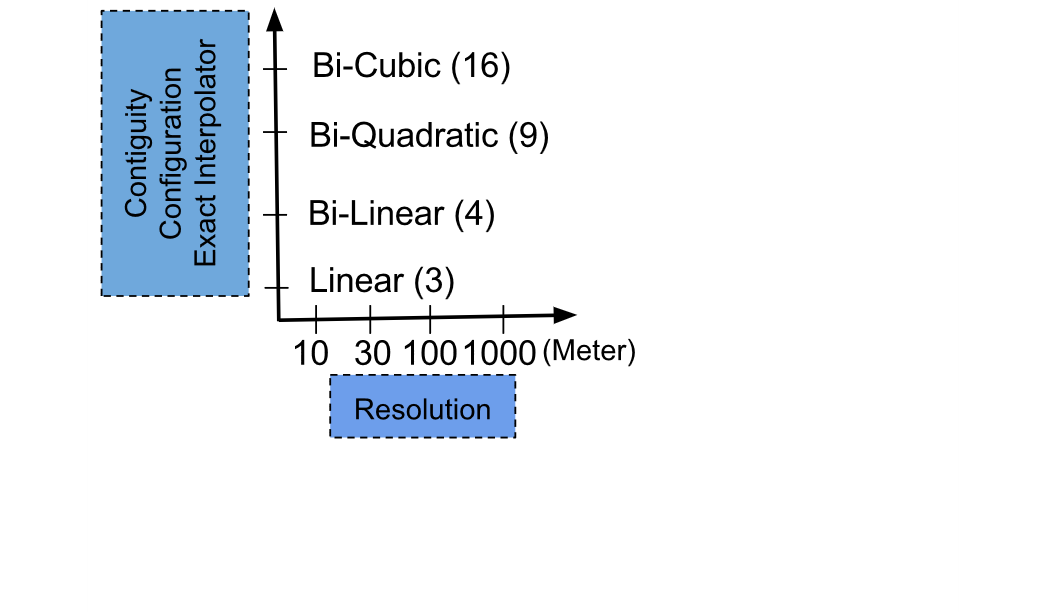 Contiguity
Configuration
Exact Interpolator
Bi-Cubic (16)
Bi-Quadratic (9)
Bi-Linear (4)
Linear (3)
10 30 100 1000 (Meter)
Resolution